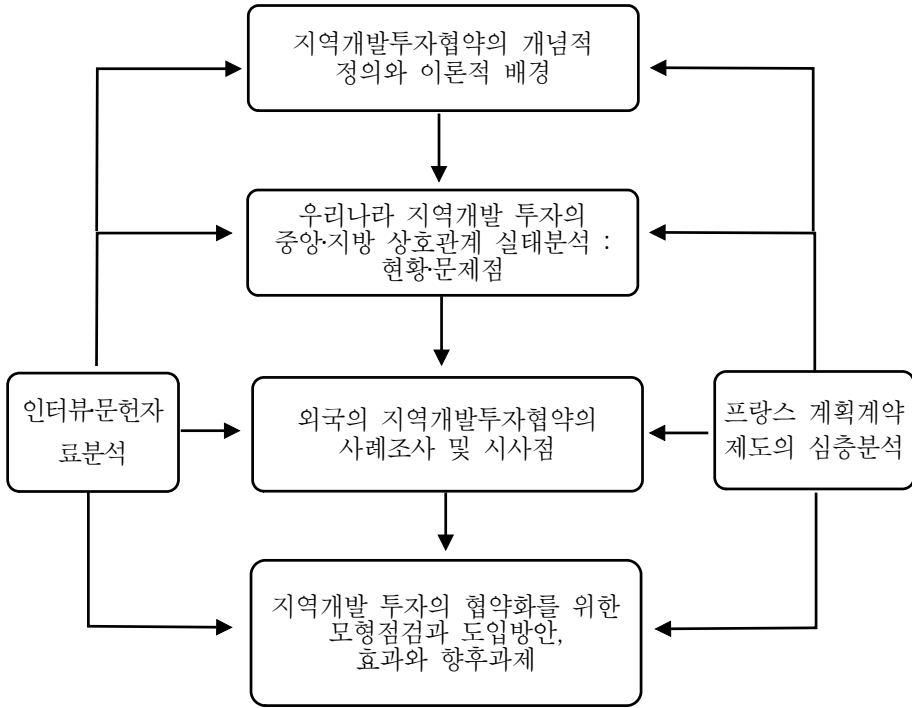 지역개발투자협약의 개념적
정의와 이론적 배경
우리나라 지역개발 투자의
중앙·지방 상호관계 실태분석 :
현황·문제점
인터뷰·문헌자
료분석
외국의 지역개발투자협약의
사례조사 및 시사점
프랑스 계획계약
제도의 심층분석
지역개발 투자의 협약화를 위한
모형점검과 도입방안,
효과와 향후과제